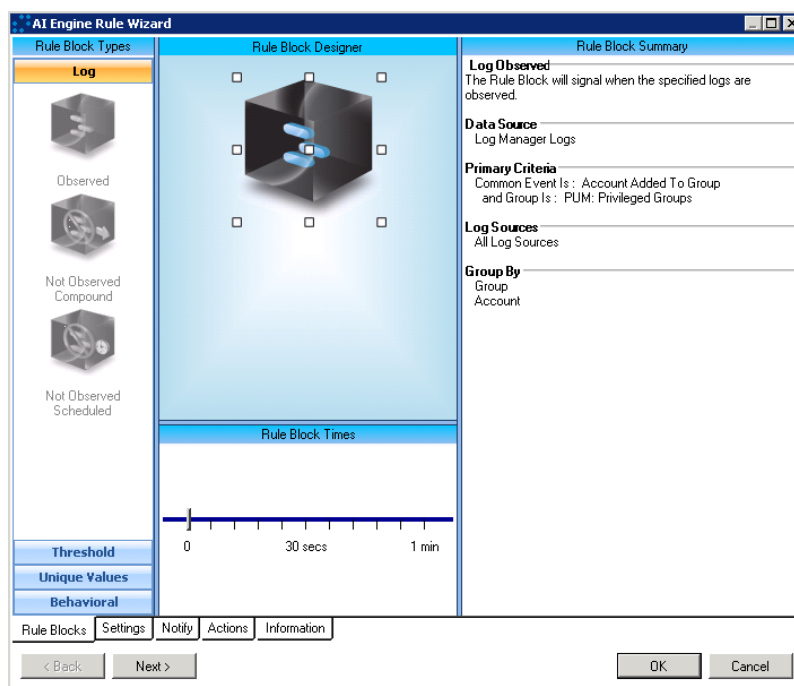 AI Engine Rule Wizard
Rule Block Types
Log
Observed
Not Observed
Compound
Not Observed
Scheduled
Threshold
Unique Values
Behavioral
Rule Block Designer
Rule Block Times
0 30 secs 1 min
Rule Block Summary
Log Observed
The Rule Block will signal when the specified logs are
observed.
Data Source
Log Manager Logs
Primary Criteria
Common Event Is : Account Added To Group
and Group Is : PUM: Privileged Groups
Log Sources
All Log Sources
Group By
Group
Account
Rule Blocks Settings Notify Actions Information
< Back Next > OK Cancel